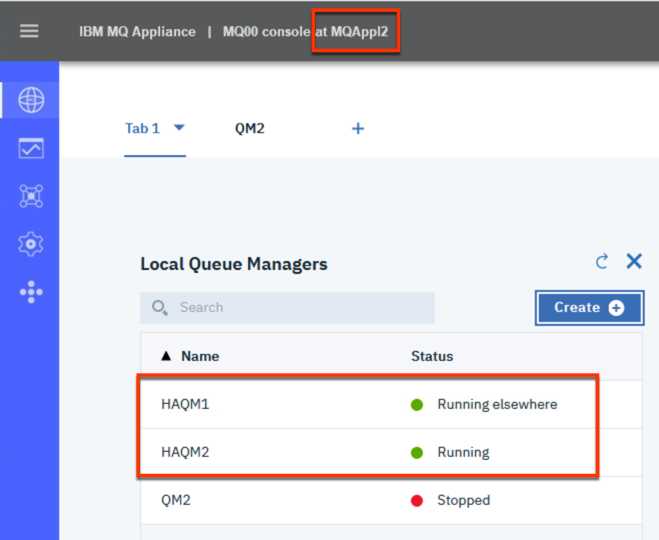 IBM MQ Appliance | MQ00 console at MQAppl2
Tab 1 QM2 +
Local Queue Managers
Search
Create
Name Status
HAQM1 Running elsewhere
HAQM2 Running
QM2 Stopped